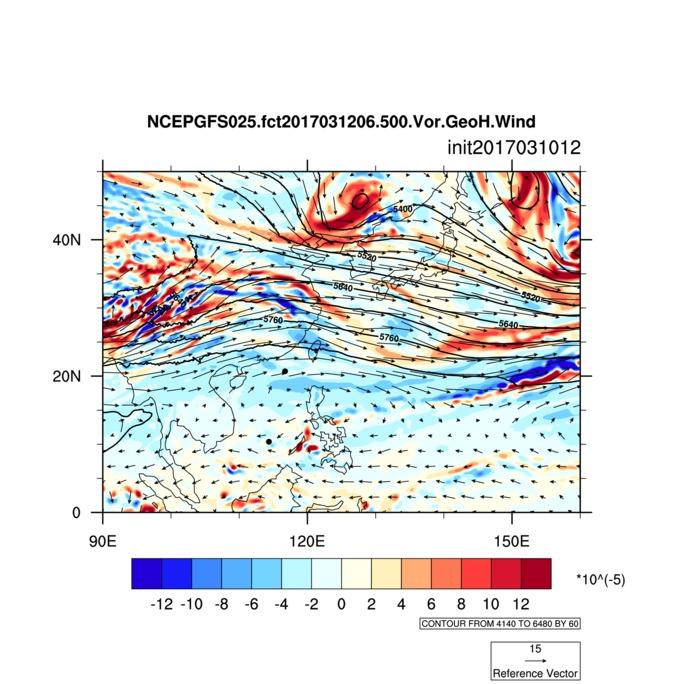 NCEPGFS025.fct2017031206.500.Vor.GeoH.Wind
init2017031012
5400
40N
5520
5640
5520
5760
5640
5760
20N
0
90E 120E 150E
-12 -10 -8 -6 -4 -2 0 2 4 6 8 10 12
*10^(-5)
CONTOUR FROM 4140 TO 6480 BY 60
15
Reference Vector